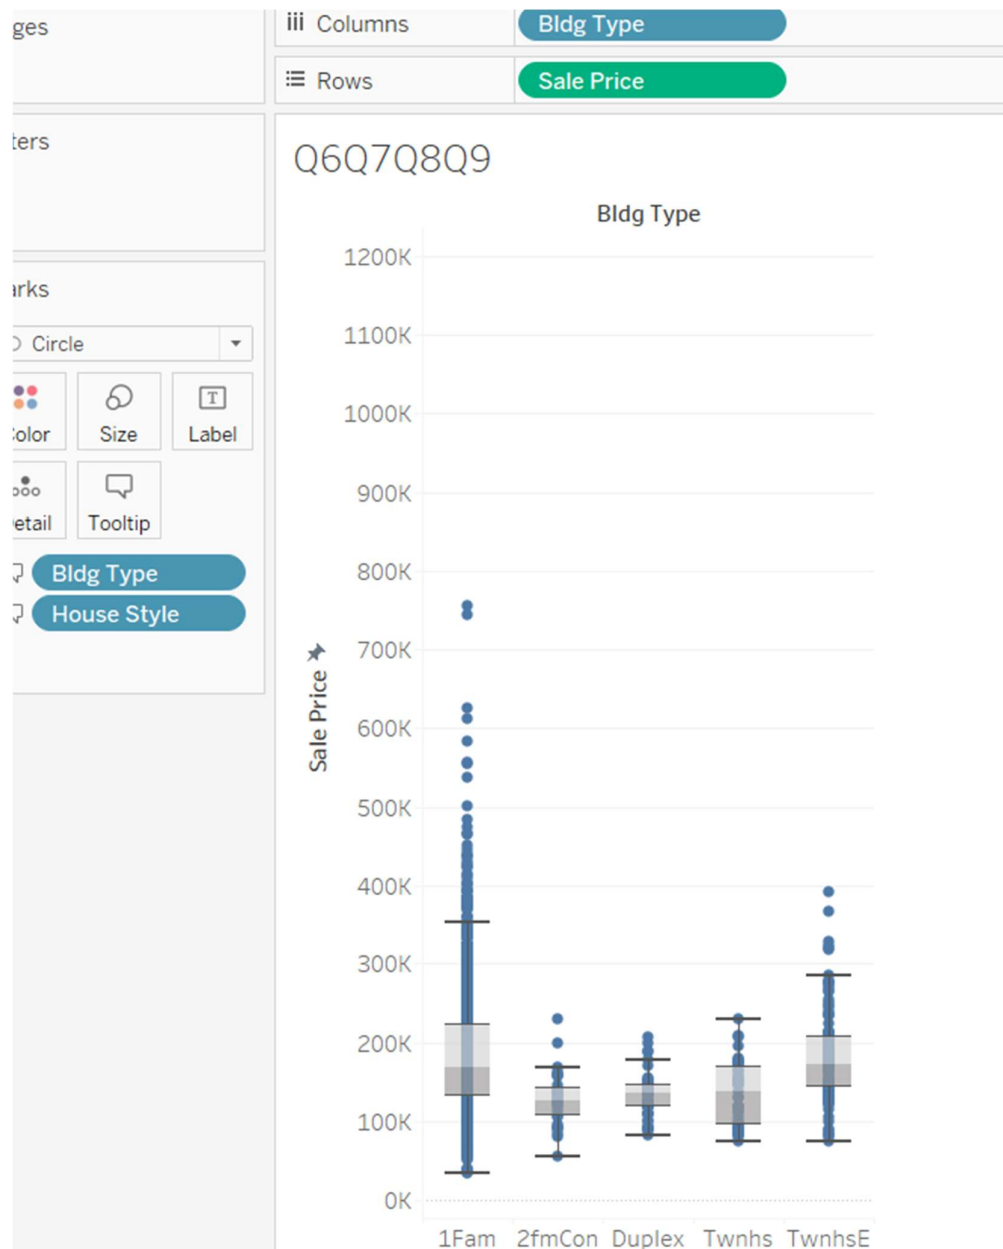 ges
iii Columns
Bldg Type
Rows
Sale Price
ters
Q6Q7Q8Q9
Bldg Type
1200K
1100K
1000K
900K
800K
700K
600K
500K
400K
300K
200K
100K
0K
Sale Price
1Fam 2fmCon Duplex Twnhs TwnhsE
arks
Circle
T
olor Size Label
etail Tooltip
Bldg Type
House Style